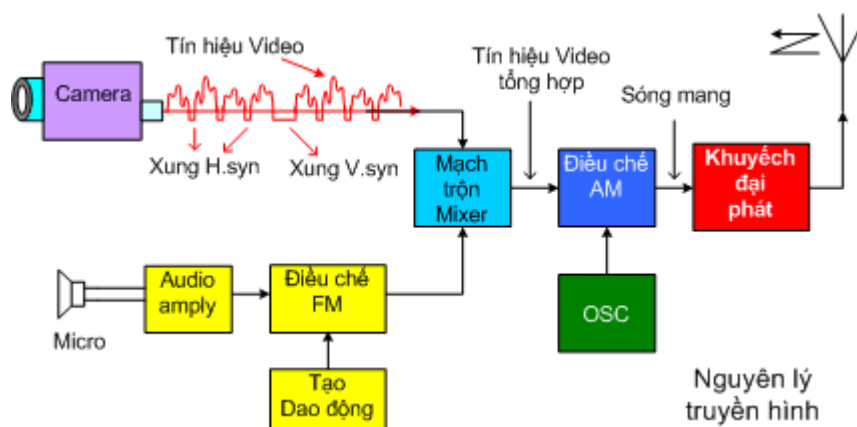 Tín hiệu Video
Camera
Xung H.syn
Xung V.syn
Tín hiệu Video
tổng hợp
Sóng mang
Mạch
trộn
Mixer
Điều chế
AM
Khuyếch
đại
phát
Micro
Audio
amply
Điều chế
FM
Tạo
Dao động
OSC
Nguyên lý
truyền hình